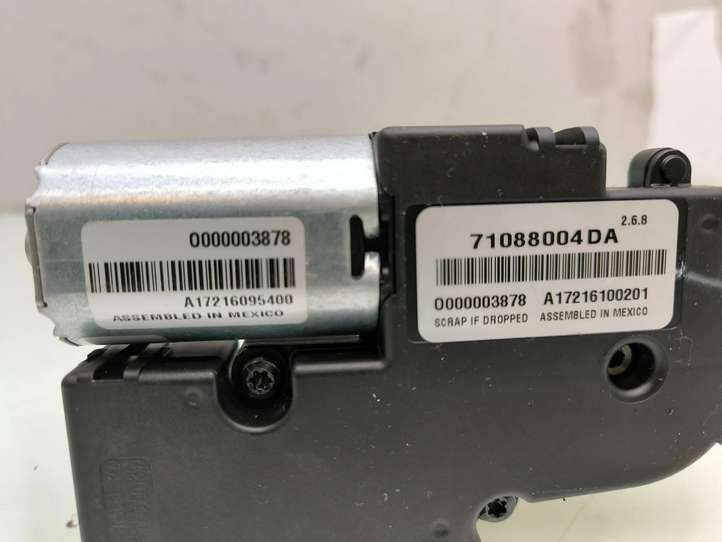 0000003878
A17216095400
ASSEMBLED IN MEXICO
2.6.8
71088004DA
0000003878 A17216100201
SCRAP IF DROPPED ASSEMBLED IN MEXICO